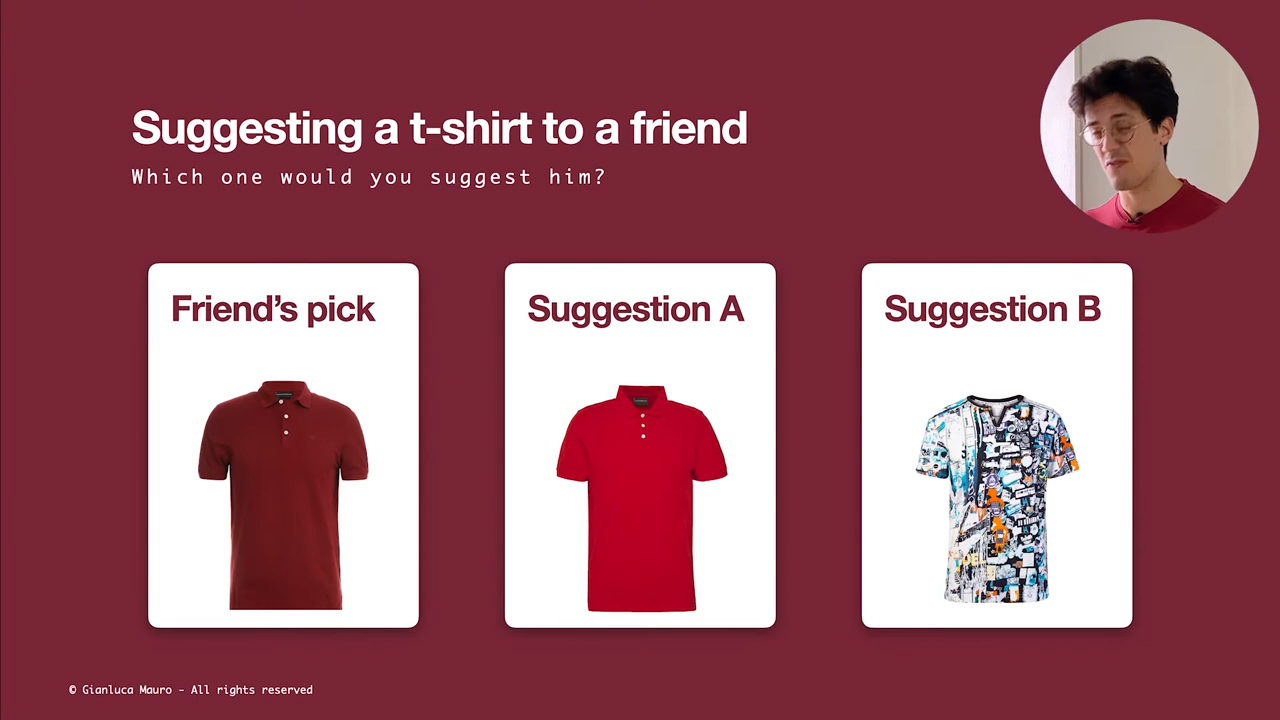 Suggesting a t-shirt to a friend
Which one would you suggest him?
Friend’s pick
Suggestion A
Suggestion B
© Gianluca Mauro - All rights reserved